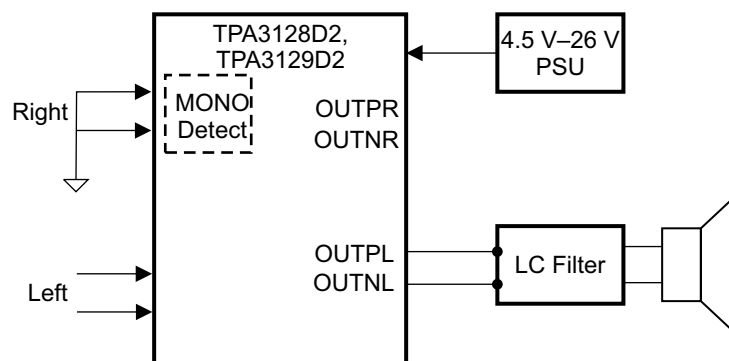 TPA3128D2,
TPA3129D2
4.5 V–26 V
PSU
Right
MONO
Detect
OUTPR
OUTNR
OUTPL
OUTNL
LC Filter
Left